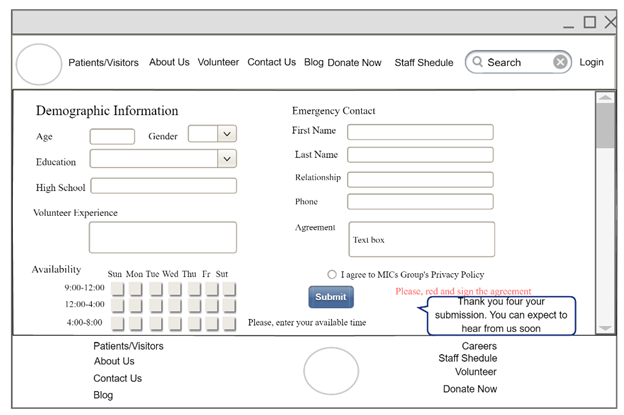 Patients/Visitors About Us Volunteer Contact Us Blog Donate Now Staff Shedule Search Login
Demographic Information
Age Gender
Education
High School
Volunteer Experience
Availability
Sun Mon Tue Wed Thu Fr Sut
9:00-12:00
12:00-4:00
4:00-8:00
Emergency Contact
First Name
Last Name
Relationship
Phone
Agreement
Text box
I agree to MICs Group's Privacy Policy
Submit
Please, red and sign the agreement
Thank you four your
submission. You can expect to
hear from us soon
Please, enter your available time
Patients/Visitors
About Us
Contact Us
Blog
Careers
Staff Shedule
Volunteer
Donate Now